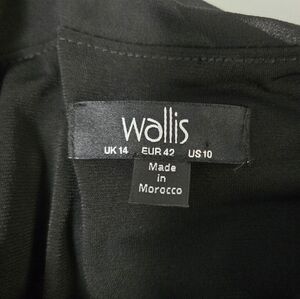 wallis
UK 14 EUR 42 US 10
Made
in
Morocco